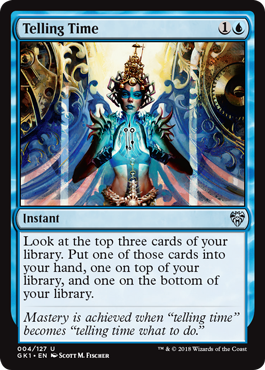 Telling Time 1
Instant
Look at the top three cards of your
library. Put one of those cards into
your hand, one on top of your
library, and one on the bottom of
your library.
Mastery is achieved when “telling time”
becomes “telling time what to do.”
004/127 U
GK1 • EN Scott M. Fischer
™ & © 2018 Wizards of the Coast